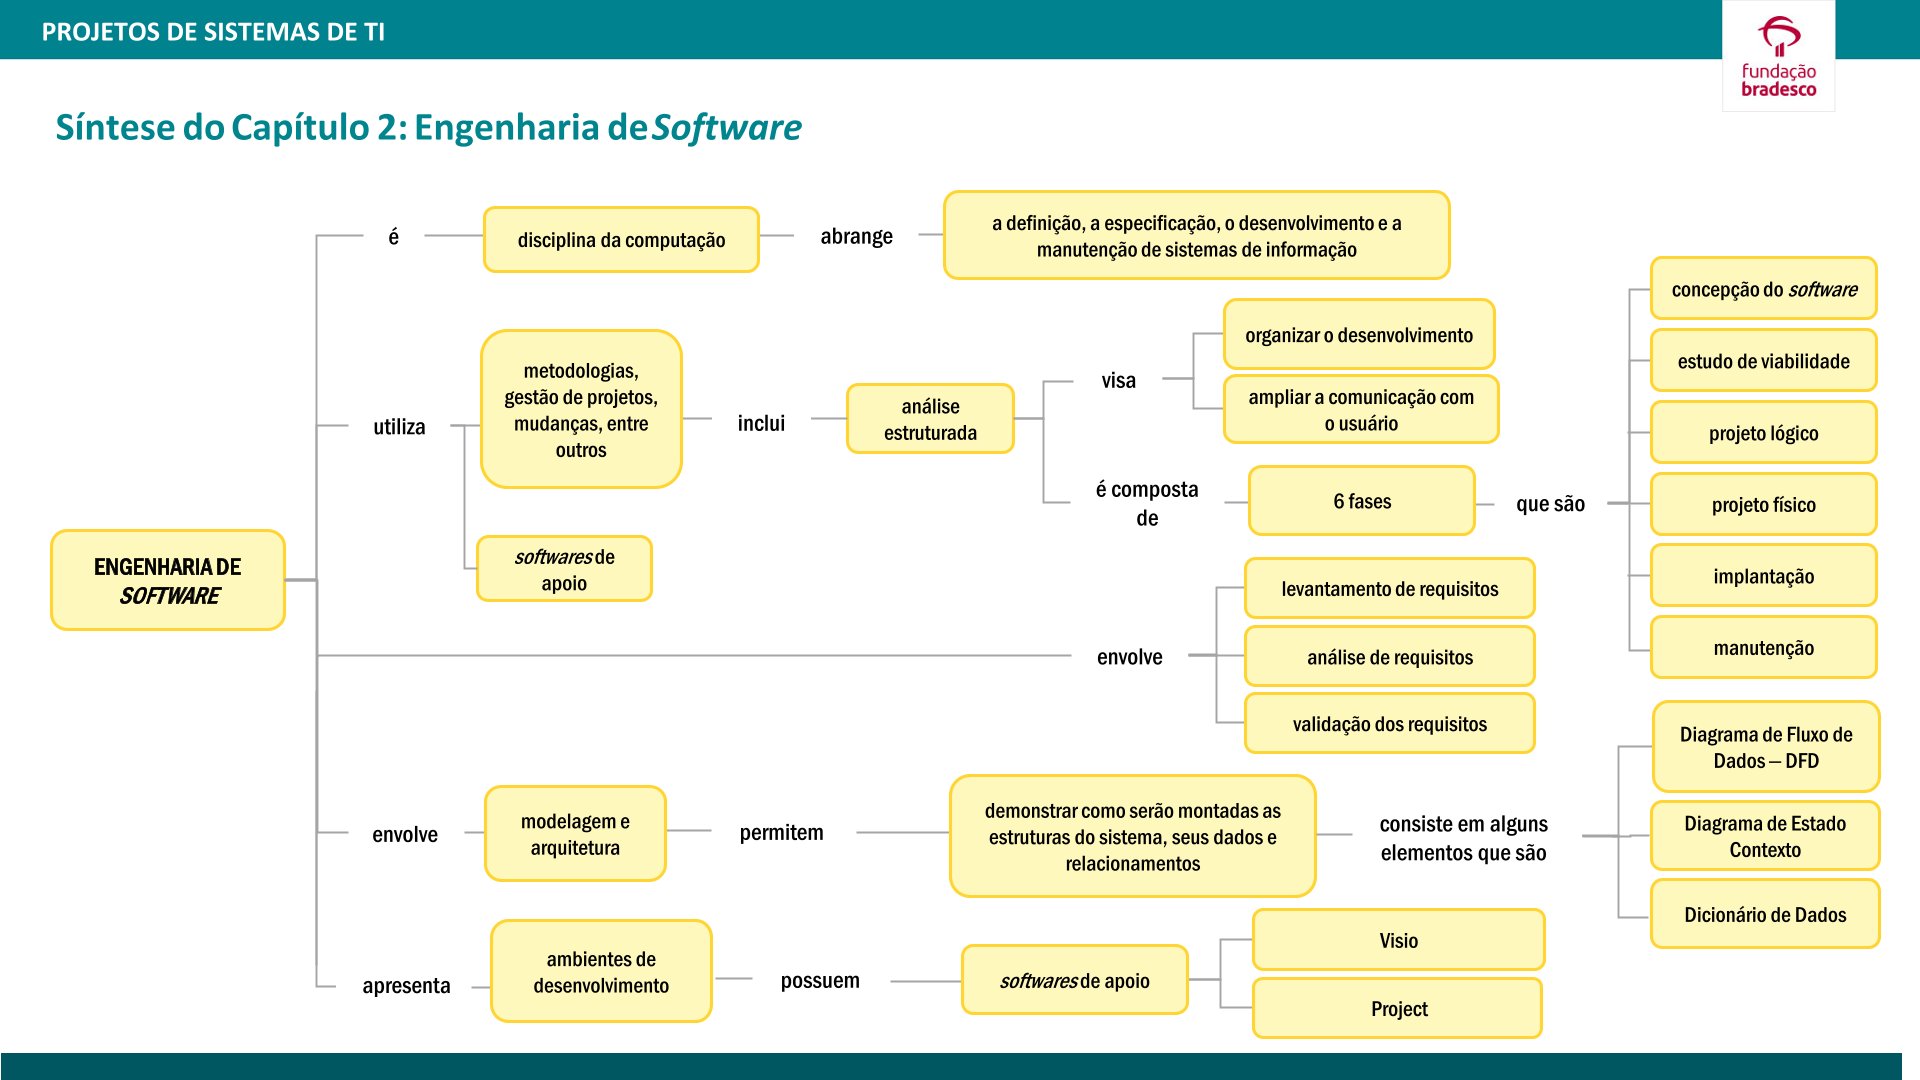 PROJETOS DE SISTEMAS DE TI
fundação
bradesco
Síntese do Capítulo 2: Engenharia de Software
é
disciplina da computação
abrange
a definição, a especificação, o desenvolvimento e a
manutenção de sistemas de informação
utiliza
metodologias,
gestão de projetos,
mudanças, entre
outros
inclui
análise
estruturada
visa
organizar o desenvolvimento
ampliar a comunicação com
o usuário
é composta
de
6 fases
que são
concepção do software
estudo de viabilidade
projeto lógico
projeto físico
implantação
manutenção
softwares de
apoio
ENGENHARIA DE
SOFTWARE
envolve
levantamento de requisitos
análise de requisitos
validação dos requisitos
envolve
modelagem e
arquitetura
permitem
demonstrar como serão montadas as
estruturas do sistema, seus dados e
relacionamentos
consiste em alguns
elementos que são
Diagrama de Fluxo de
Dados – DFD
Diagrama de Estado
Contexto
Dicionário de Dados
apresenta
ambientes de
desenvolvimento
possuem
softwares de apoio
Visio
Project